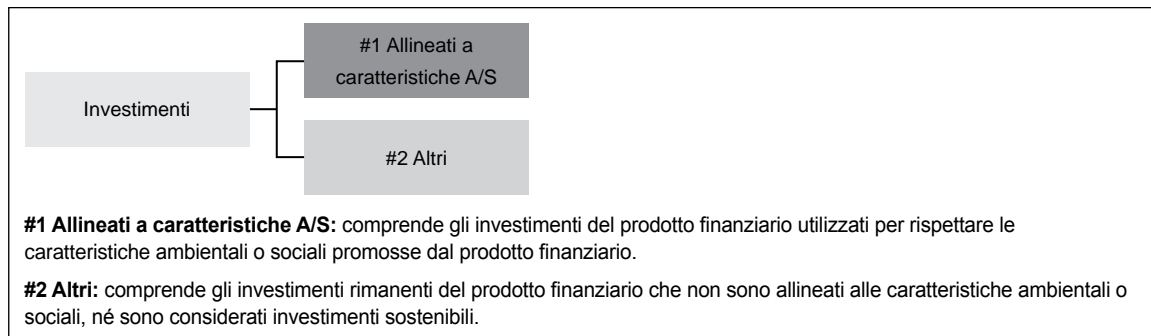 #1 Allineati a
caratteristiche A/S
Investimenti
#2 Altri
#1 Allineati a caratteristiche A/S: comprende gli investimenti del prodotto finanziario utilizzati per rispettare le
caratteristiche ambientali o sociali promosse dal prodotto finanziario.
#2 Altri: comprende gli investimenti rimanenti del prodotto finanziario che non sono allineati alle caratteristiche ambientali o
sociali, né sono considerati investimenti sostenibili.